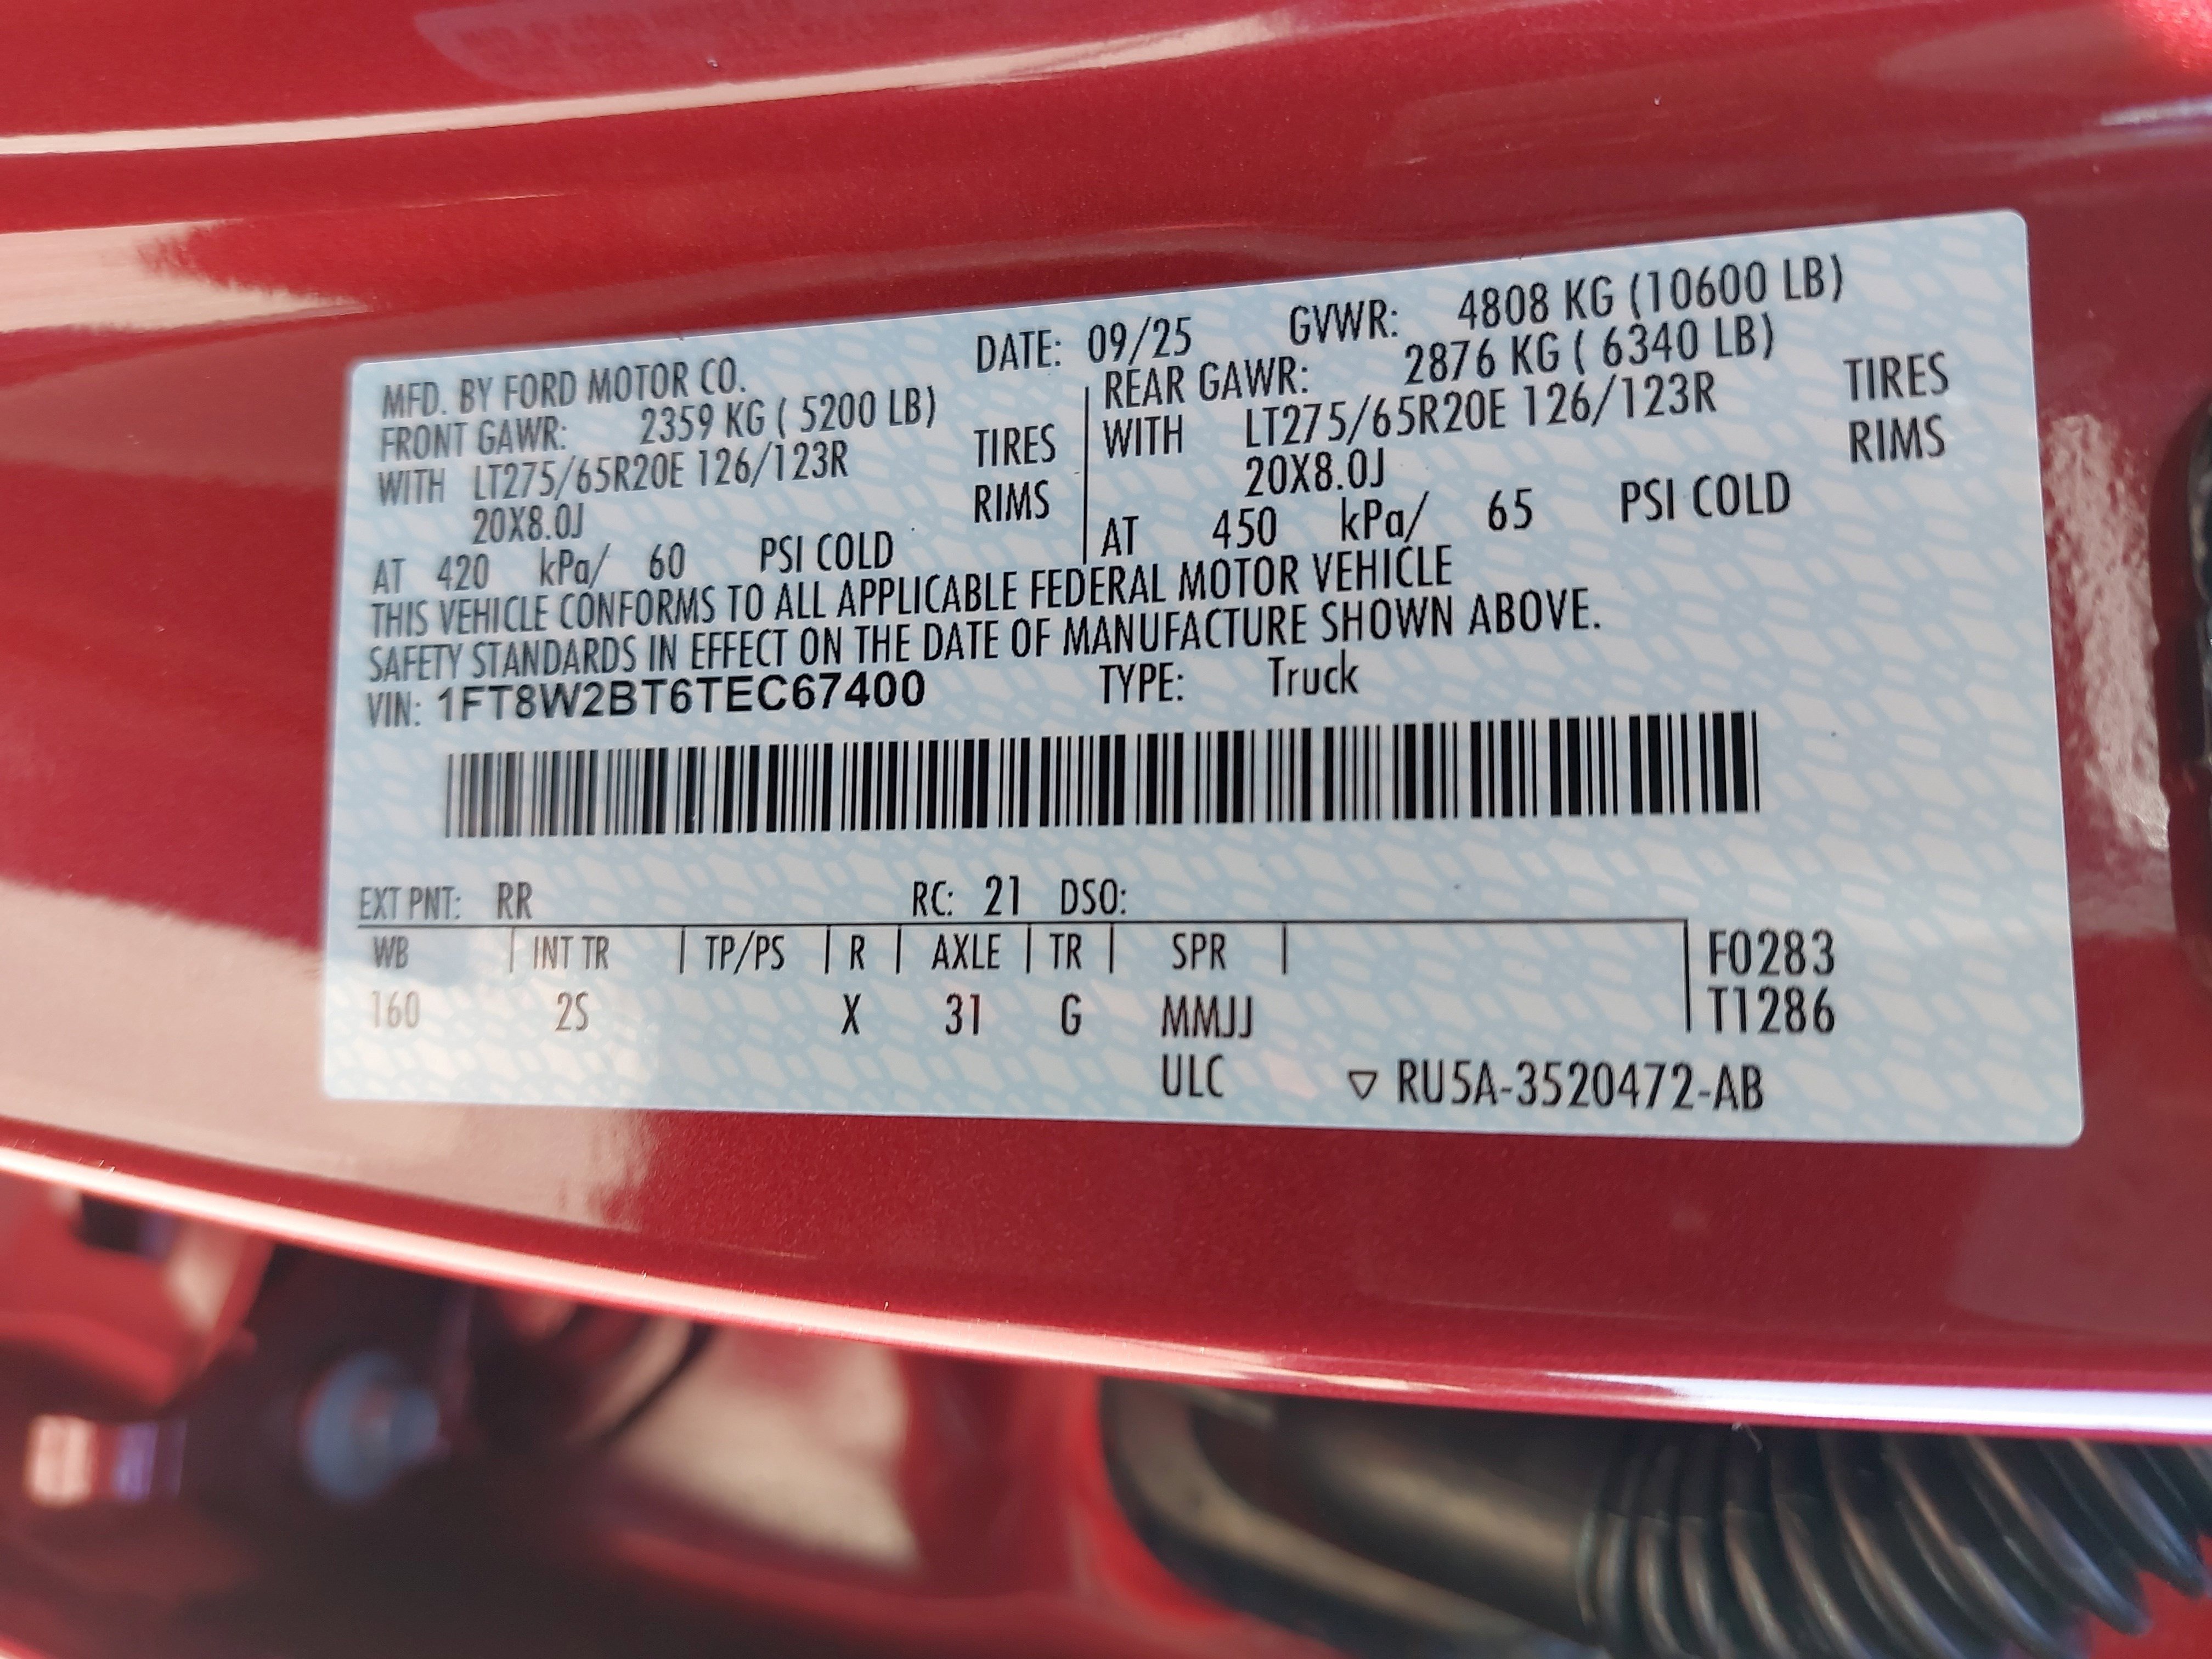 MFD. BY FORD MOTOR CO. DATE: 09/25 GVWR: 4808 KG (10600 LB)
FRONT GAWR: 2359 KG ( 5200 LB) REAR GAWR: 2876 KG ( 6340 LB)
WITH LT275/65R20E 126/123R TIRES WITH LT275/65R20E 126/123R TIRES
20X8.0J RIMS 20X8.0J RIMS
AT 420 kPa/ 60 PSI COLD AT 450 kPa/ 65 PSI COLD
THIS VEHICLE CONFORMS TO ALL APPLICABLE FEDERAL MOTOR VEHICLE
SAFETY STANDARDS IN EFFECT ON THE DATE OF MANUFACTURE SHOWN ABOVE.
VIN: 1FT8W2BT6TEC67400 TYPE: Truck
EXT PNT: RR RC: 21 DSO:
WB INT TR TP/PS R AXLE TR SPR F0283
160 2S X 31 G MMJJ T1286
ULC ▽ RU5A-3520472-AB